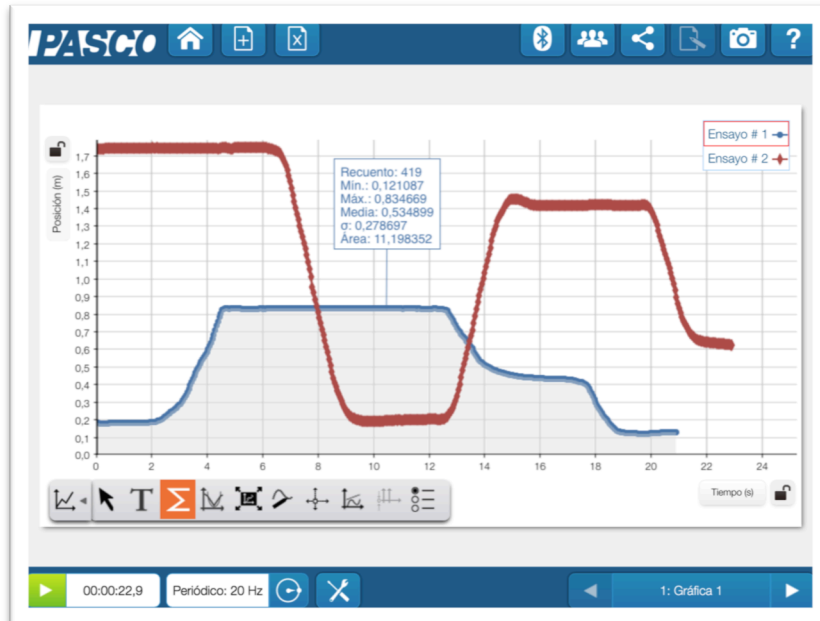 PASCO
?
Ensayo # 1
Ensayo # 2
Recuento: 419
Mín.: 0,121087
Máx.: 0,834669
Media: 0,534899
σ: 0,278697
Área: 11,198352
Posición (m)
1,7
1,6
1,5
1,4
1,3
1,2
1,1
1,0
0,9
0,8
0,7
0,6
0,5
0,4
0,3
0,2
0,1
0,0
0 2 4 6 8 10 12 14 16 18 20 22 24
T Σ
Tiempo (s)
00:00:22,9
Periódico: 20 Hz
1: Gráfica 1